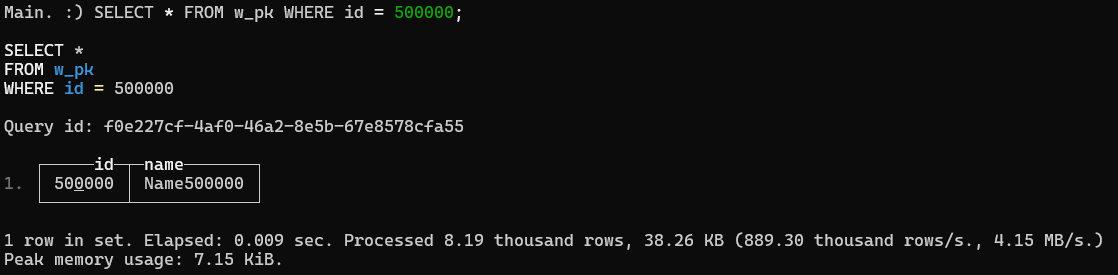 Main. :) SELECT * FROM w_pk WHERE id = 500000;
SELECT *
FROM w_pk
WHERE id = 500000
Query id: f0e227cf-4af0-46a2-8e5b-67e8578cfa55
id name
1. 500000 Name500000
1 row in set. Elapsed: 0.009 sec. Processed 8.19 thousand rows, 38.26 KB (889.30 thousand rows/s., 4.15 MB/s.)
Peak memory usage: 7.15 KiB.